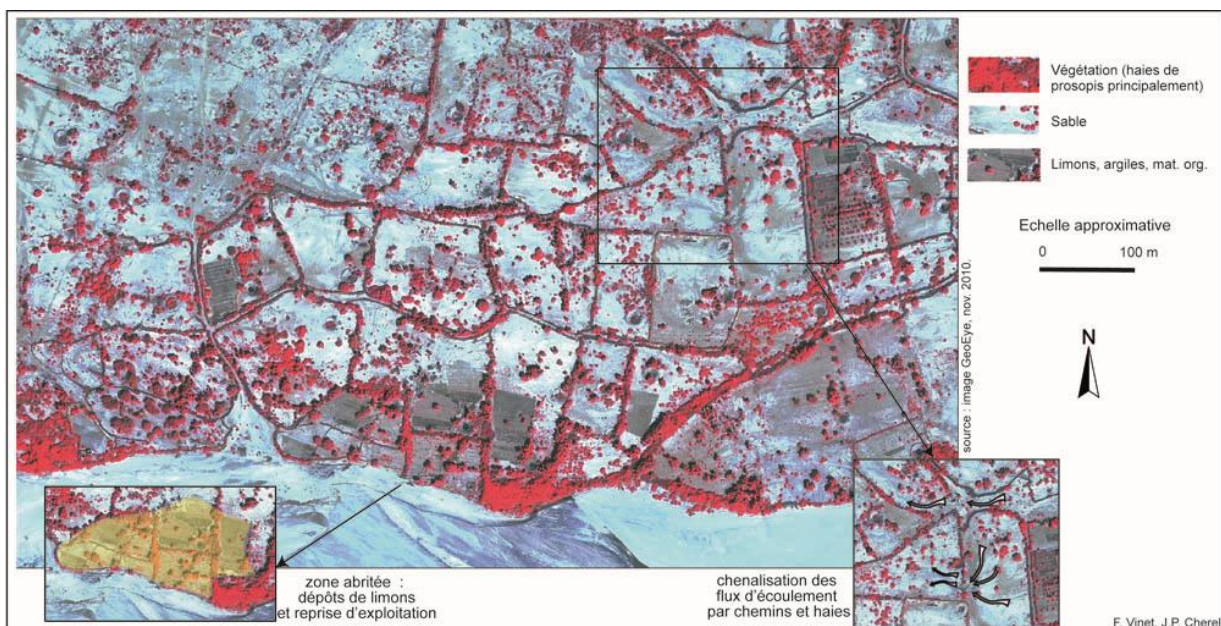 Végétation (haies de
prosopis principalement)
Sable
Limons, argiles, mat. org.
Echelle approximative
0 100 m
N
source : image GeoEye, nov. 2010.
zone abritée :
dépôts de limons
et reprise d'exploitation
chenalisation des
flux d'écoulement
par chemins et haies
F. Vinet, J.P. Cherel